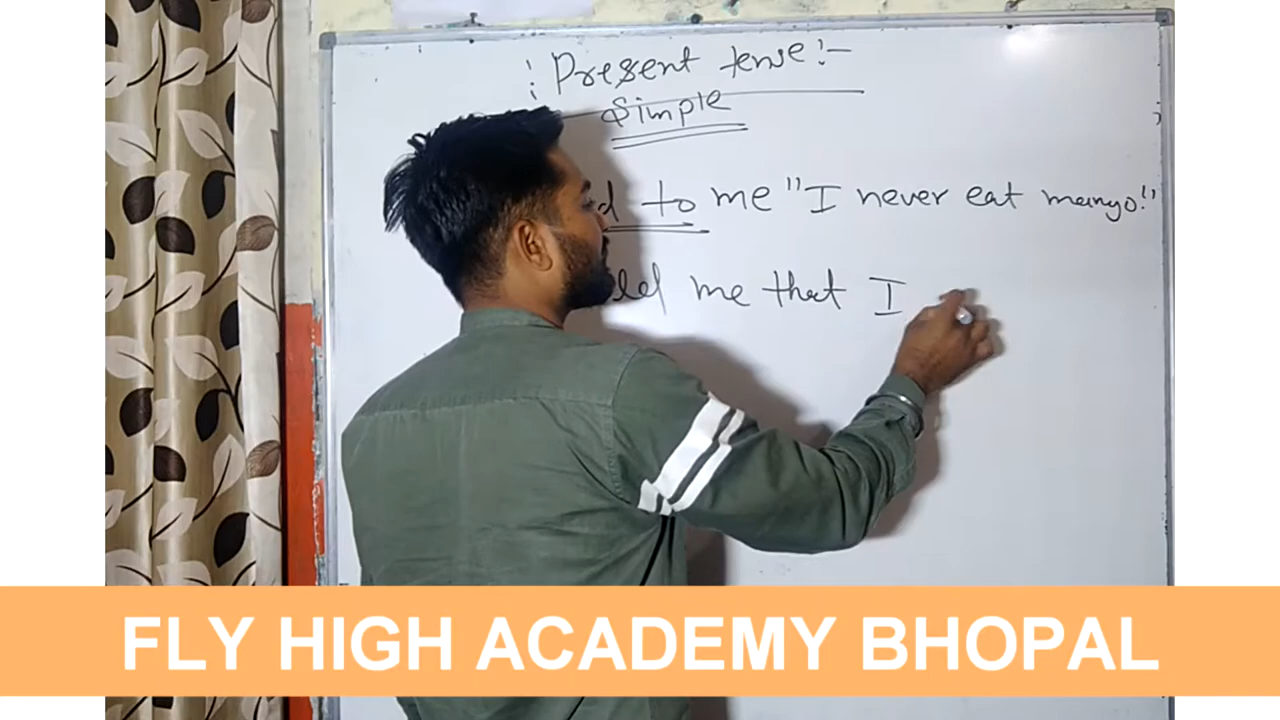 Present tense:-
Simple
to me "I never eat mango."
me that I
FLY HIGH ACADEMY BHOPAL